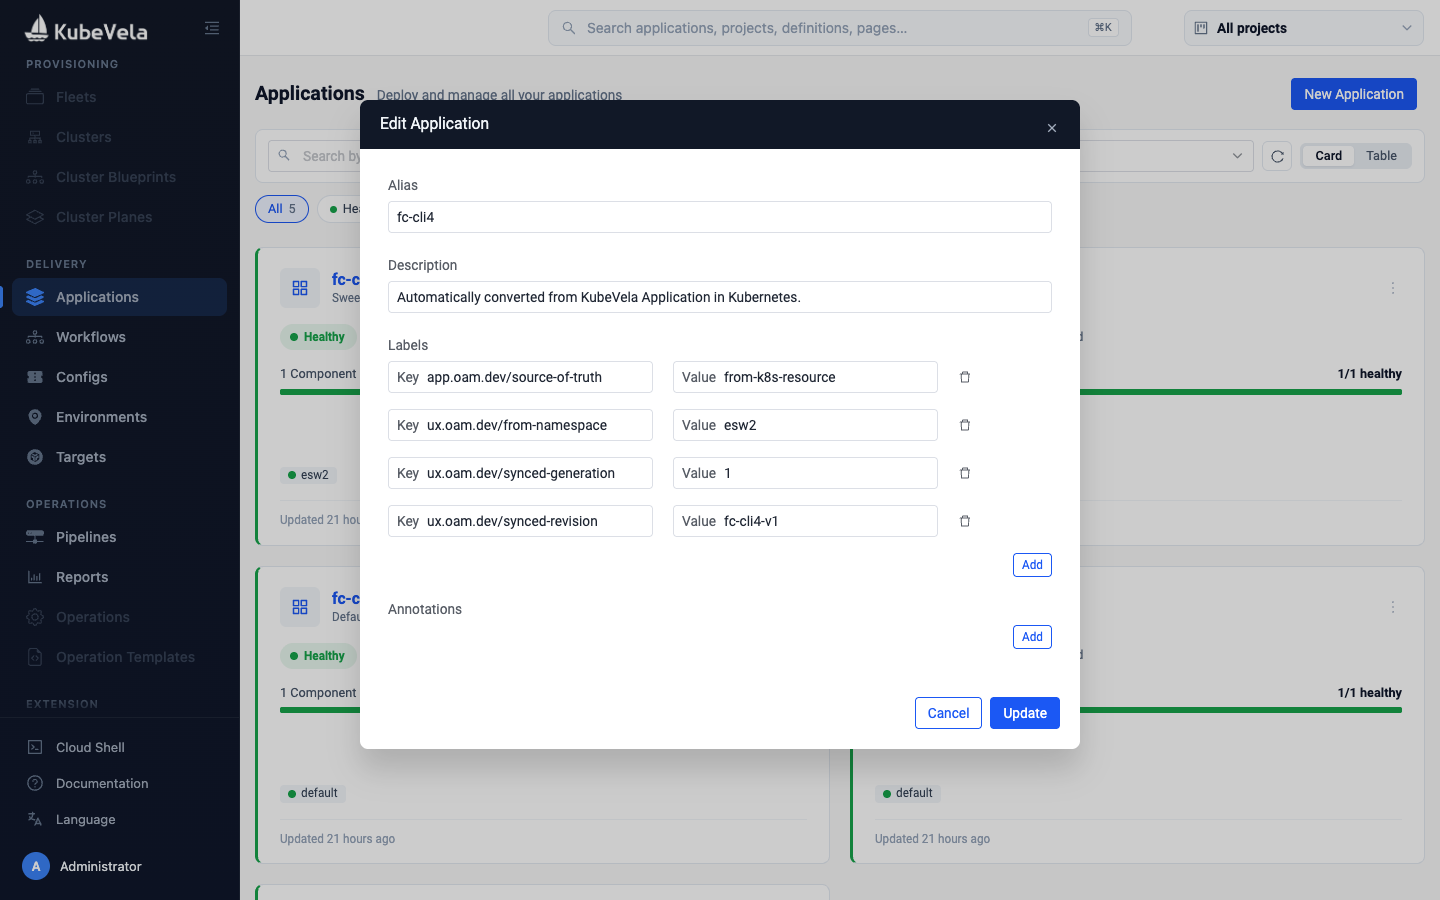 KubeVela
Search applications, projects, definitions, pages...
⌘K
All projects
PROVISIONING
Fleets
Clusters
Cluster Blueprints
Cluster Planes
DELIVERY
Applications
Workflows
Configs
Environments
Targets
OPERATIONS
Pipelines
Reports
Operations
Operation Templates
EXTENSION
Cloud Shell
Documentation
Language
A Administrator
Applications Deploy and manage all your applications
New Application
Card Table
All 5
Healthy
1 Component
1/1 healthy
esw2
Updated 21 hours
Healthy
1 Component
1/1 healthy
default
Updated 21 hours ago
default
Updated 21 hours ago
Edit Application
Alias
fc-cli4
Description
Automatically converted from KubeVela Application in Kubernetes.
Labels
Key app.oam.dev/source-of-truth Value from-k8s-resource
Key ux.oam.dev/from-namespace Value esw2
Key ux.oam.dev/synced-generation Value 1
Key ux.oam.dev/synced-revision Value fc-cli4-v1
Add
Annotations
Add
Cancel Update